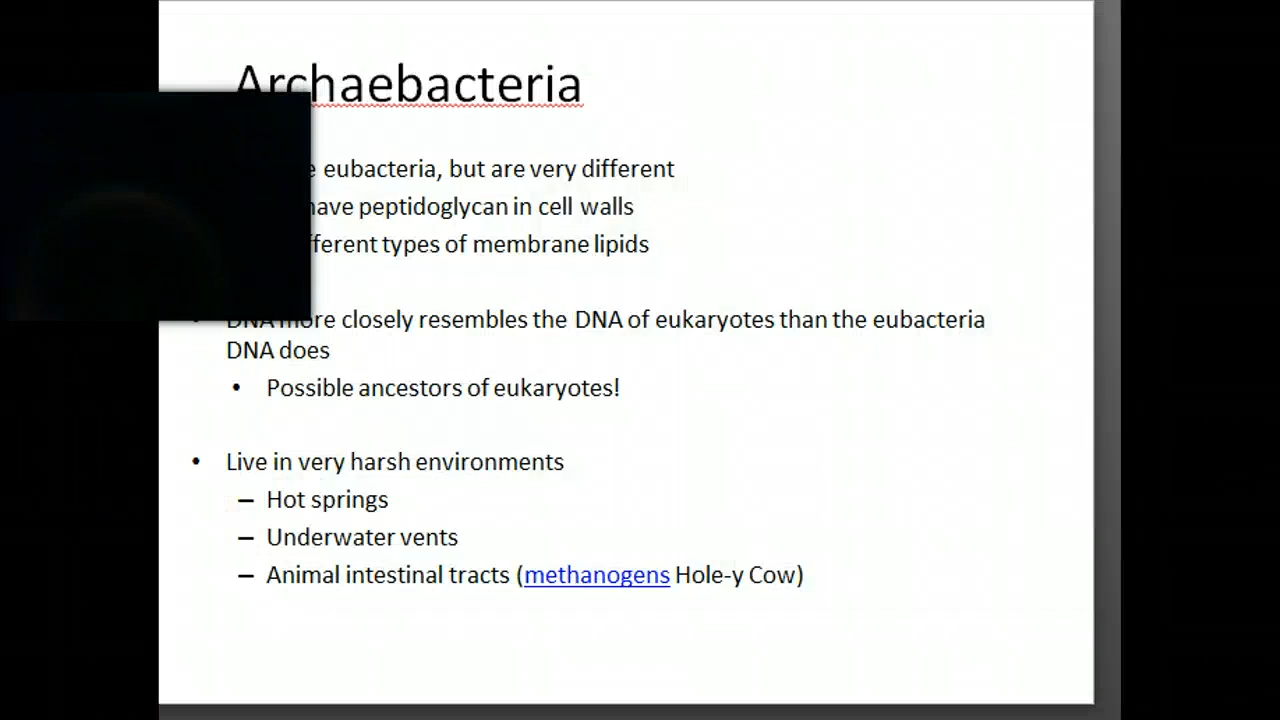 Archaebacteria
eubacteria, but are very different
have peptidoglycan in cell walls
types of membrane lipids
• DNA more closely resembles the DNA of eukaryotes than the eubacteria
DNA does
• Possible ancestors of eukaryotes!
• Live in very harsh environments
– Hot springs
– Underwater vents
– Animal intestinal tracts (methanogens Hole-y Cow)